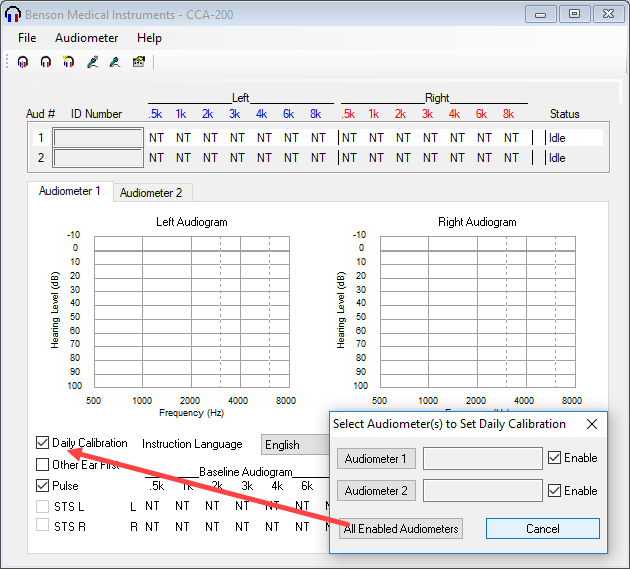 Benson Medical Instruments - CCA-200
File Audiometer Help
Left Right
Aud # ID Number .5k 1k 2k 3k 4k 6k 8k .5k 1k 2k 3k 4k 6k 8k Status
1 NT NT NT NT NT NT NT NT NT NT NT NT NT NT Idle
2 NT NT NT NT NT NT NT NT NT NT NT NT NT NT Idle
Audiometer 1 Audiometer 2
Left Audiogram Right Audiogram
-10 -10
0 0
10 10
20 20
30 30
40 40
50 50
60 60
70 70
80 80
90 90
100 100
Hearing Level (dB) Hearing Level (dB)
500 1000 2000 4000 8000 500 1000 2000 4000 8000
Frequency (Hz)
Select Audiometer(s) to Set Daily Calibration
Daily Calibration Instruction Language English
Audiometer 1 Enable
Other Ear First Baseline Audiogram
Pulse .5k 1k 2k 3k 4k 6k
Audiometer 2 Enable
STS L L NT NT NT NT NT NT
STS R R NT NT NT NT NT NT
All Enabled Audiometers Cancel